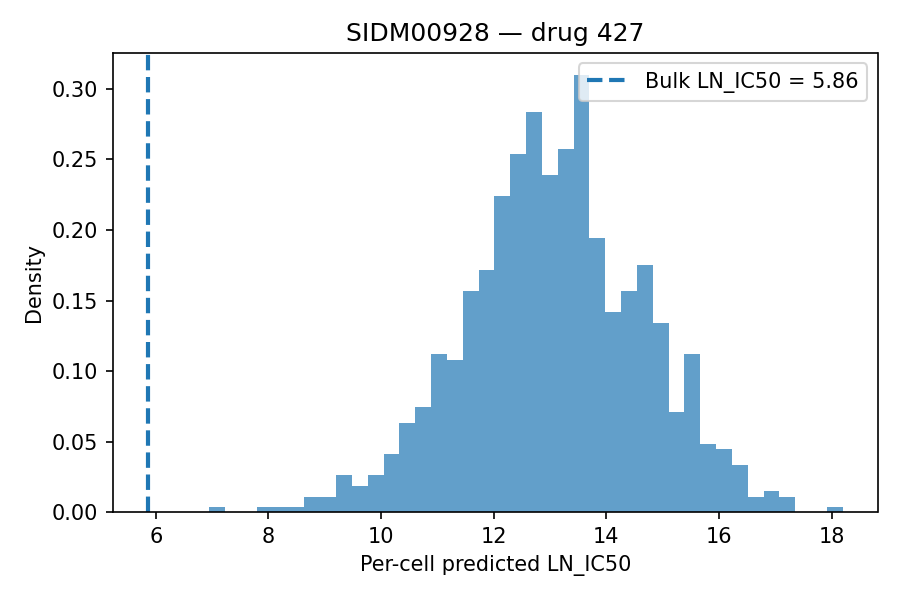 SIDM00928 — drug 427
Bulk LN_IC50 = 5.86
0.30
0.25
0.20
0.15
0.10
0.05
0.00
Density
6 8 10 12 14 16 18
Per-cell predicted LN_IC50